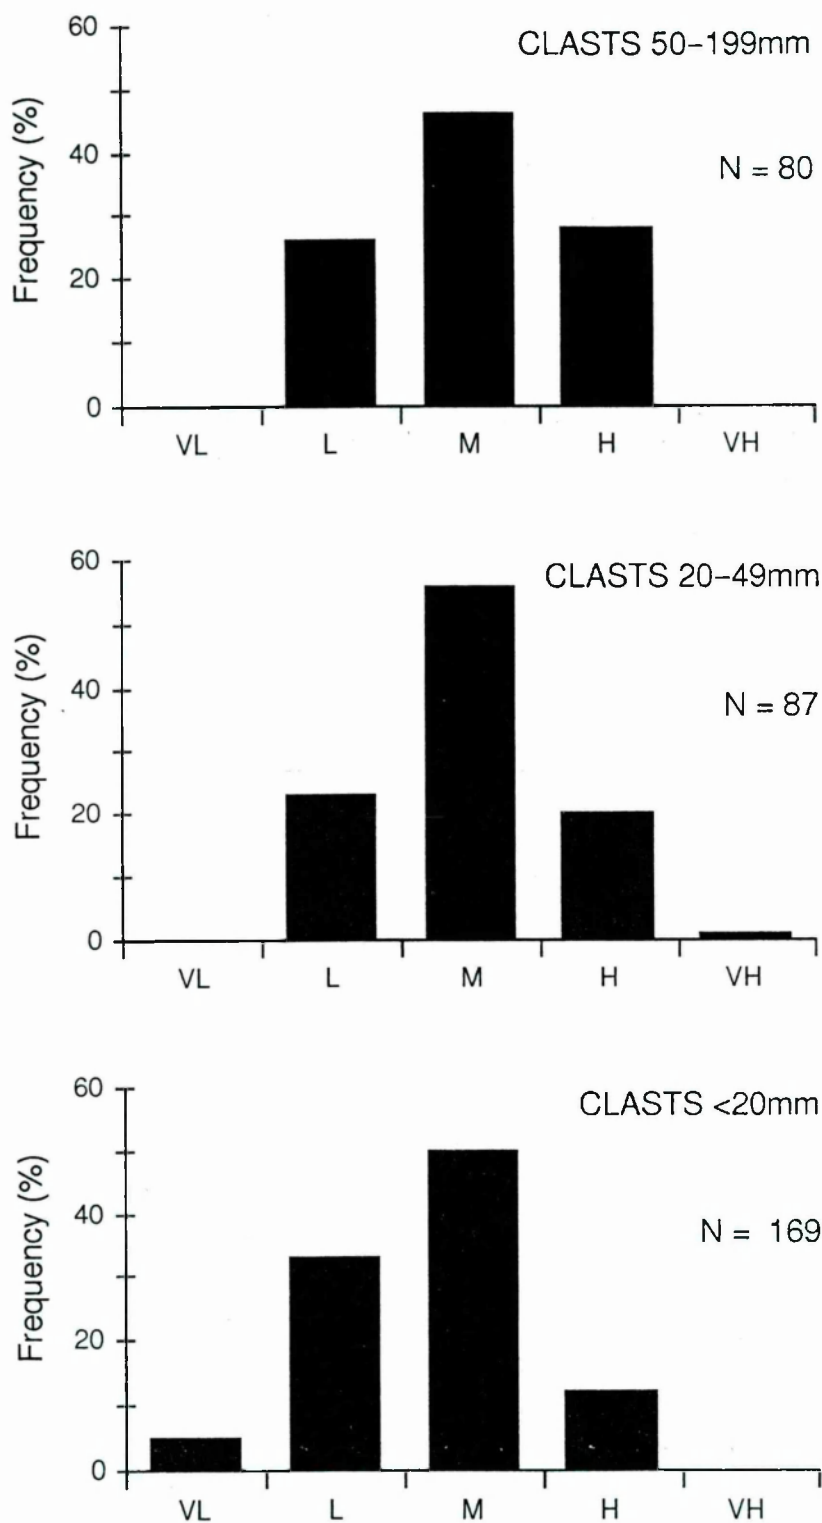 CLASTS 50-199mm
N = 80
Frequency (%)
60
40
20
0
VL L M H VH
CLASTS 20-49mm
N = 87
Frequency (%)
60
40
20
0
VL L M H VH
CLASTS <20mm
N = 169
Frequency (%)
60
40
20
0
VL L M H VH